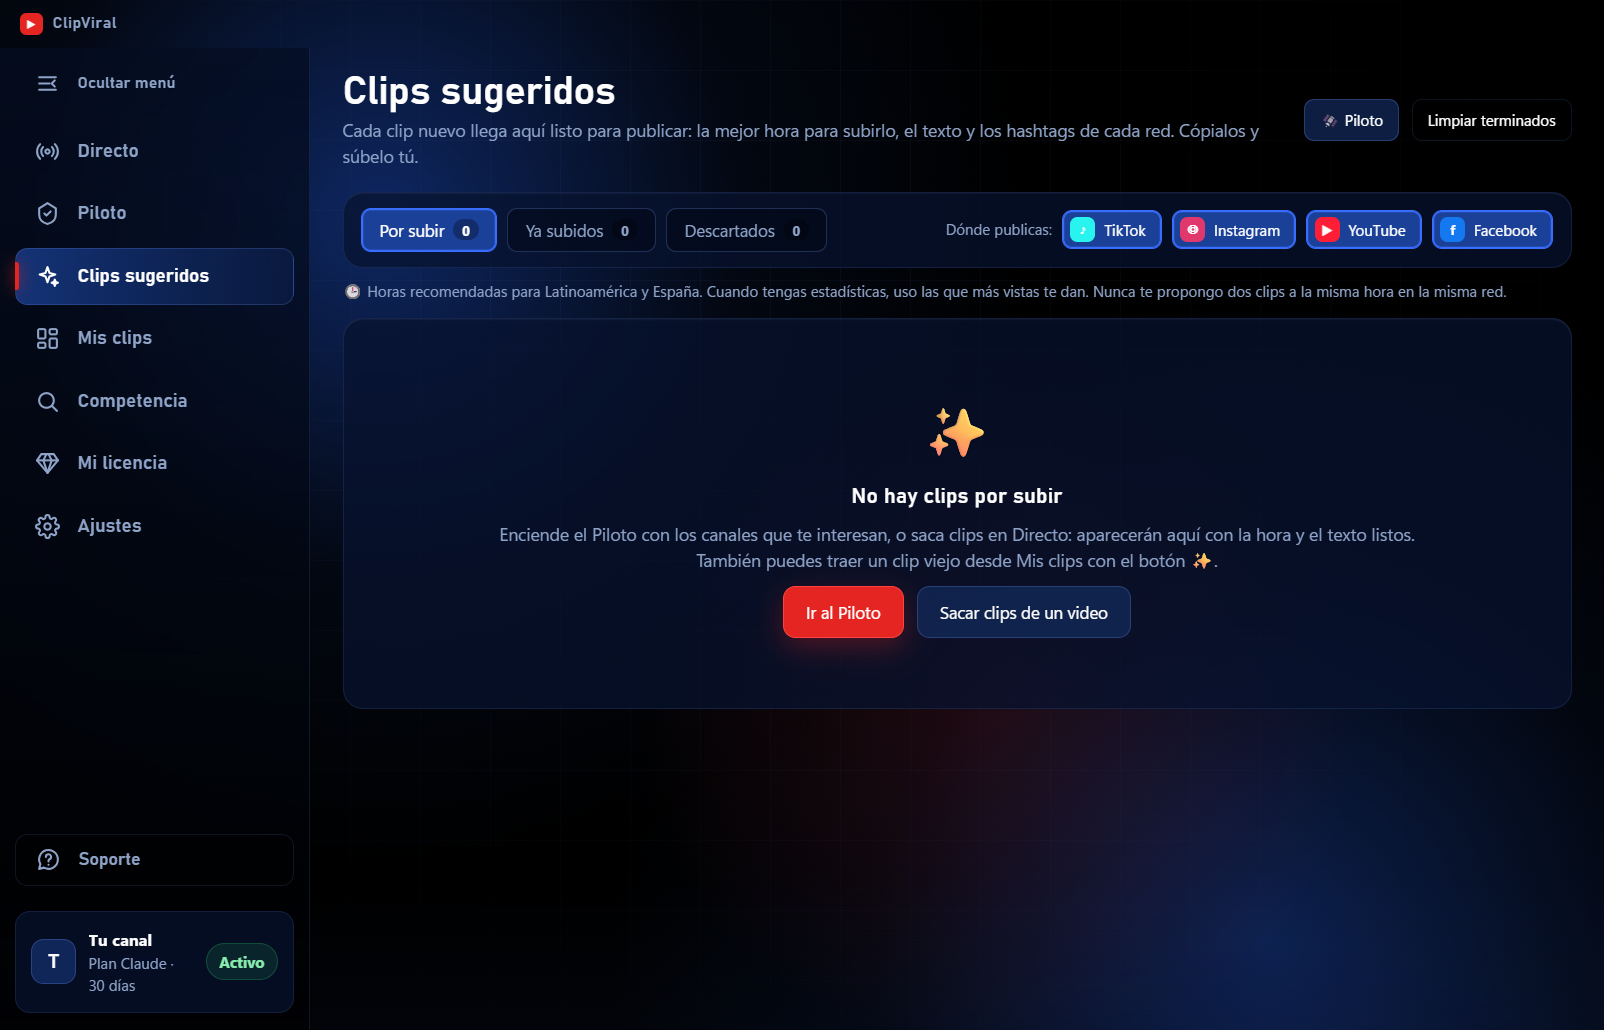 ClipViral
Ocultar menú
Directo
Piloto
Clips sugeridos
Mis clips
Competencia
Mi licencia
Ajustes
Soporte
T
Tu canal
Plan Claude ·
30 días
Activo
Clips sugeridos
Cada clip nuevo llega aquí listo para publicar: la mejor hora para subirlo, el texto y los hashtags de cada red. Cópialos y
súbelo tú.
Piloto
Limpiar terminados
Por subir 0
Ya subidos 0
Descartados 0
Dónde publicas:
TikTok
Instagram
YouTube
f Facebook
Horas recomendadas para Latinoamérica y España. Cuando tengas estadísticas, uso las que más vistas te dan. Nunca te propongo dos clips a la misma hora en la misma red.
No hay clips por subir
Enciende el Piloto con los canales que te interesan, o saca clips en Directo: aparecerán aquí con la hora y el texto listos.
También puedes traer un clip viejo desde Mis clips con el botón ✨.
Ir al Piloto
Sacar clips de un video